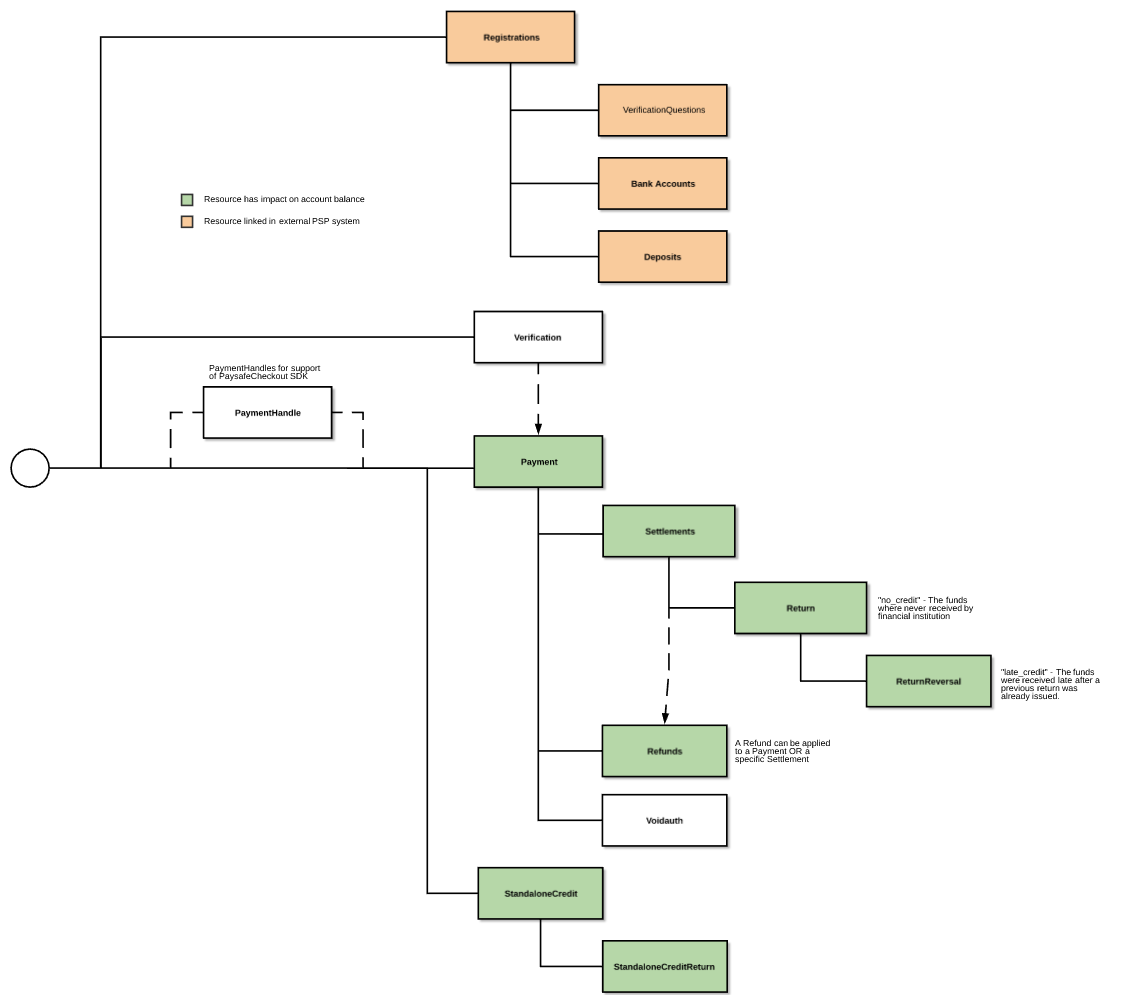 Registrations
VerificationQuestions
Bank Accounts
Resource has impact on account balance
Resource linked in external PSP system
Deposits
Verification
PaymentHandles for support
of PaysafeCheckout SDK
PaymentHandle
Payment
Settlements
Return
"no_credit" - The funds
where never received by
financial institution
ReturnReversal
"late_credit" - The funds
were received late after a
previous return was
already issued.
Refunds
A Refund can be applied
to a Payment OR a
specific Settlement
Voidauth
StandaloneCredit
StandaloneCreditReturn